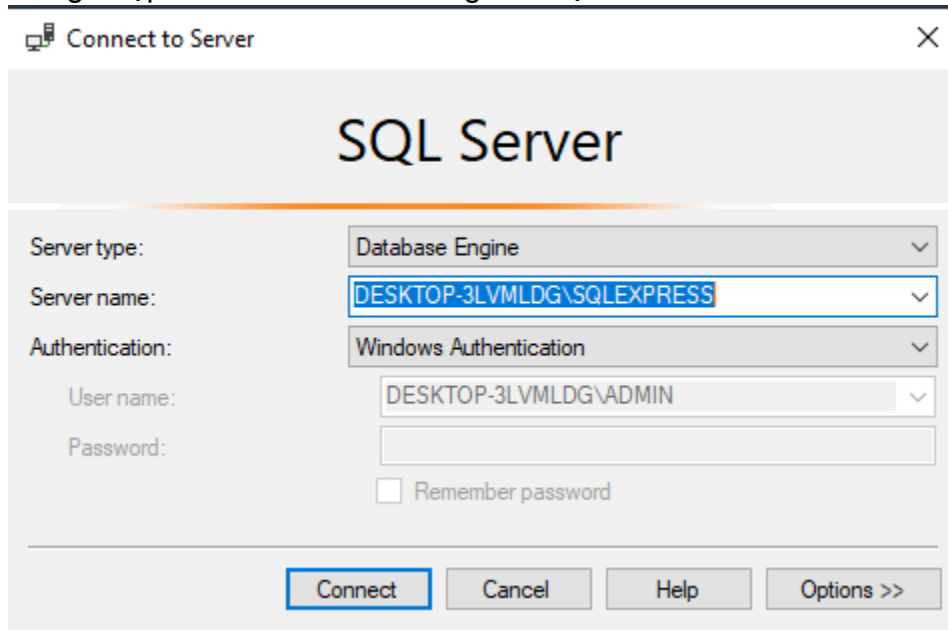 Connect to Server
SQL Server
Server type: Database Engine
Server name: DESKTOP-3LVMLDG\SQLEXPRESS
Authentication: Windows Authentication
User name: DESKTOP-3LVMLDG\ADMIN
Password:
Remember password
Connect Cancel Help Options >>